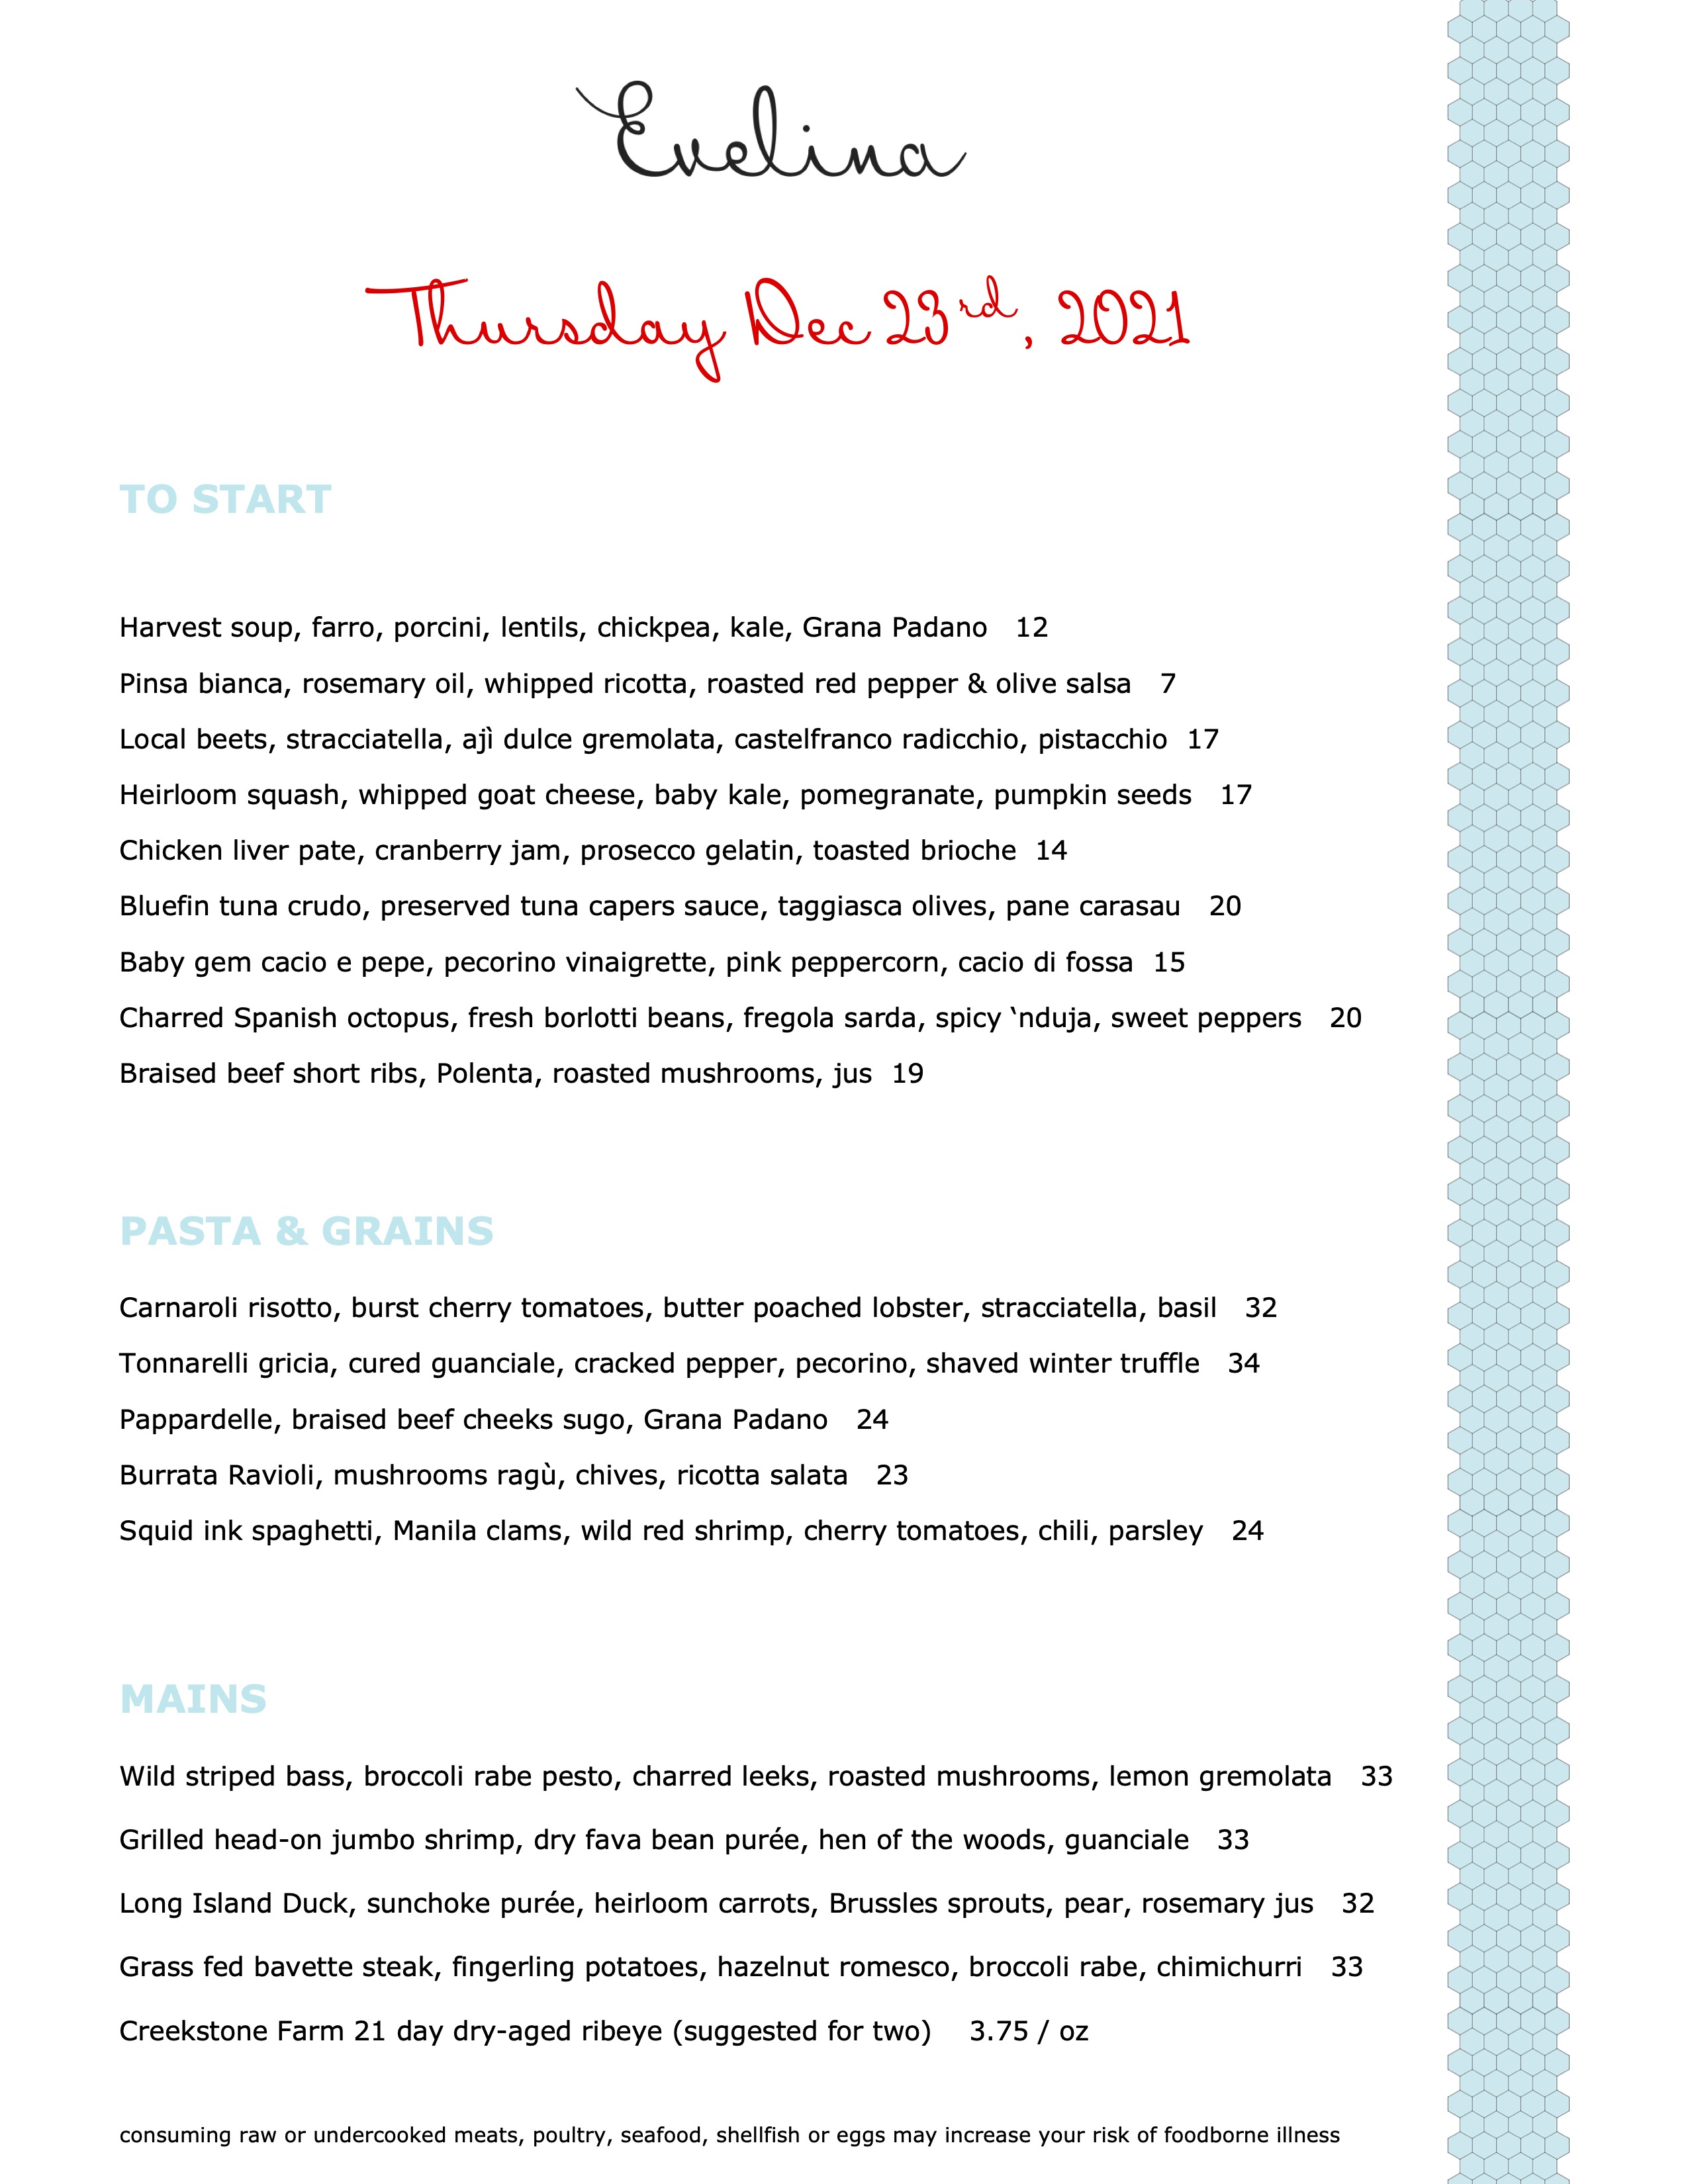 Evelina
Thursday Dec 23rd, 2021
TO START
Harvest soup, farro, porcini, lentils, chickpea, kale, Grana Padano 12
Pinsa bianca, rosemary oil, whipped ricotta, roasted red pepper & olive salsa 7
Local beets, stracciatella, ajì dulce gremolata, castelfranco radicchio, pistacchio 17
Heirloom squash, whipped goat cheese, baby kale, pomegranate, pumpkin seeds 17
Chicken liver pate, cranberry jam, prosecco gelatin, toasted brioche 14
Bluefin tuna crudo, preserved tuna capers sauce, taggiasca olives, pane carasau 20
Baby gem cacio e pepe, pecorino vinaigrette, pink peppercorn, cacio di fossa 15
Charred Spanish octopus, fresh borlotti beans, fregola sarda, spicy ‘nduja, sweet peppers 20
Braised beef short ribs, Polenta, roasted mushrooms, jus 19
PASTA & GRAINS
Carnaroli risotto, burst cherry tomatoes, butter poached lobster, stracciatella, basil 32
Tonnarelli gricia, cured guanciale, cracked pepper, pecorino, shaved winter truffle 34
Pappardelle, braised beef cheeks sugo, Grana Padano 24
Burrata Ravioli, mushrooms ragù, chives, ricotta salata 23
Squid ink spaghetti, Manila clams, wild red shrimp, cherry tomatoes, chili, parsley 24
MAINS
Wild striped bass, broccoli rabe pesto, charred leeks, roasted mushrooms, lemon gremolata 33
Grilled head-on jumbo shrimp, dry fava bean purée, hen of the woods, guanciale 33
Long Island Duck, sunchoke purée, heirloom carrots, Brussles sprouts, pear, rosemary jus 32
Grass fed bavette steak, fingerling potatoes, hazelnut romesco, broccoli rabe, chimichurri 33
Creekstone Farm 21 day dry-aged ribeye (suggested for two) 3.75 / oz
consuming raw or undercooked meats, poultry, seafood, shellfish or eggs may increase your risk of foodborne illness